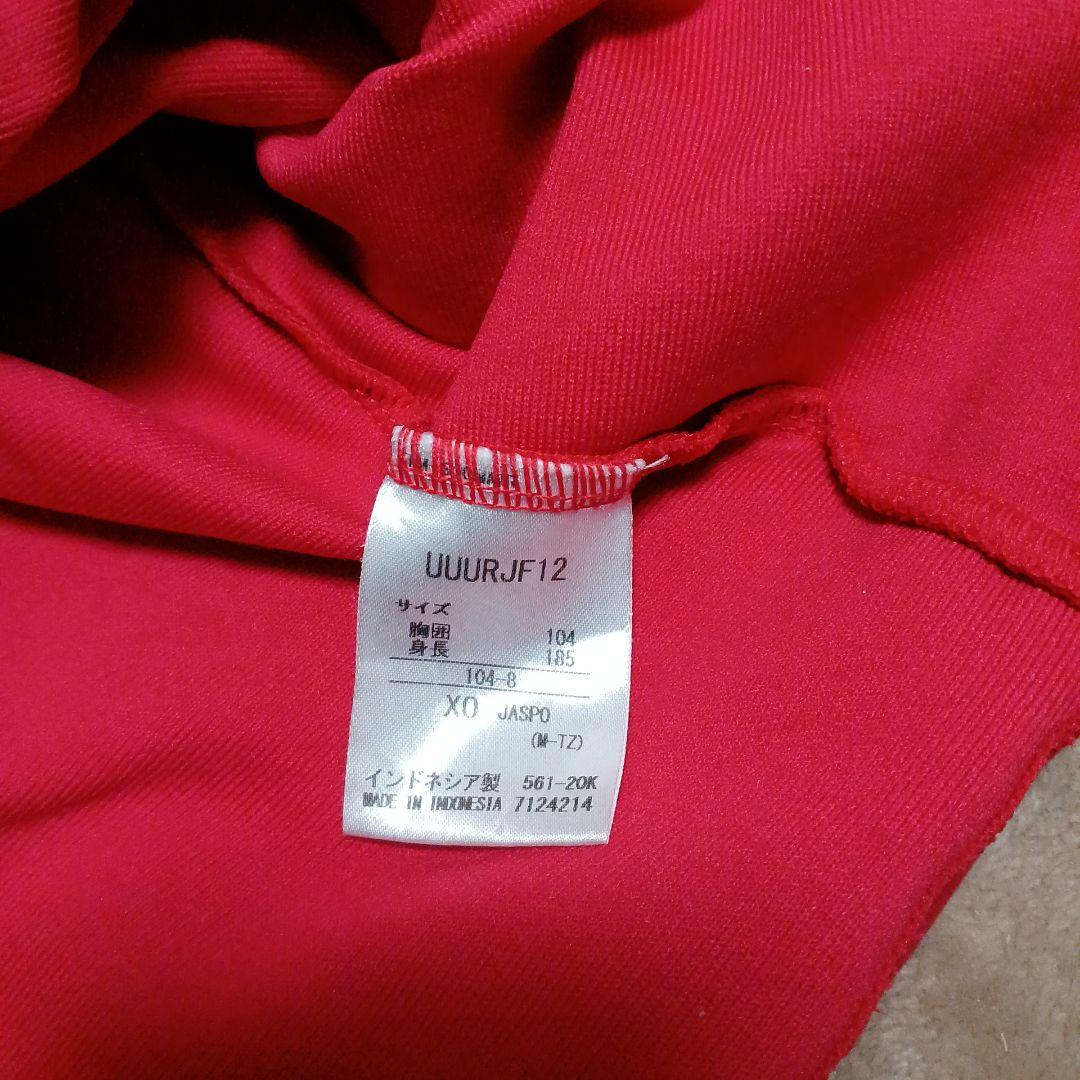 UUURJF12
サイズ
胸囲 104
身長 185
104-8
XO JASPO
(M-TZ)
インドネシア製 561-20K
MADE IN INDONESIA 7124214